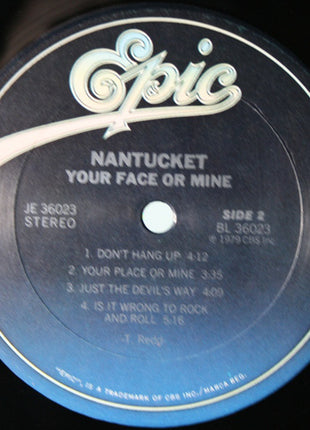 Epic
NANTUCKET
YOUR FACE OR MINE
JE 36023
STEREO
SIDE 2
BL 36023
℗ 1979 CBS Inc.
1. DON'T HANG UP 4:12
2. YOUR PLACE OR MINE 3:35
3. JUST THE DEVIL'S WAY 4:09
4. IS IT WRONG TO ROCK
AND ROLL 5:16
-T. Redd-
"EPIC", IS A TRADEMARK OF CBS INC./MARCA REG.